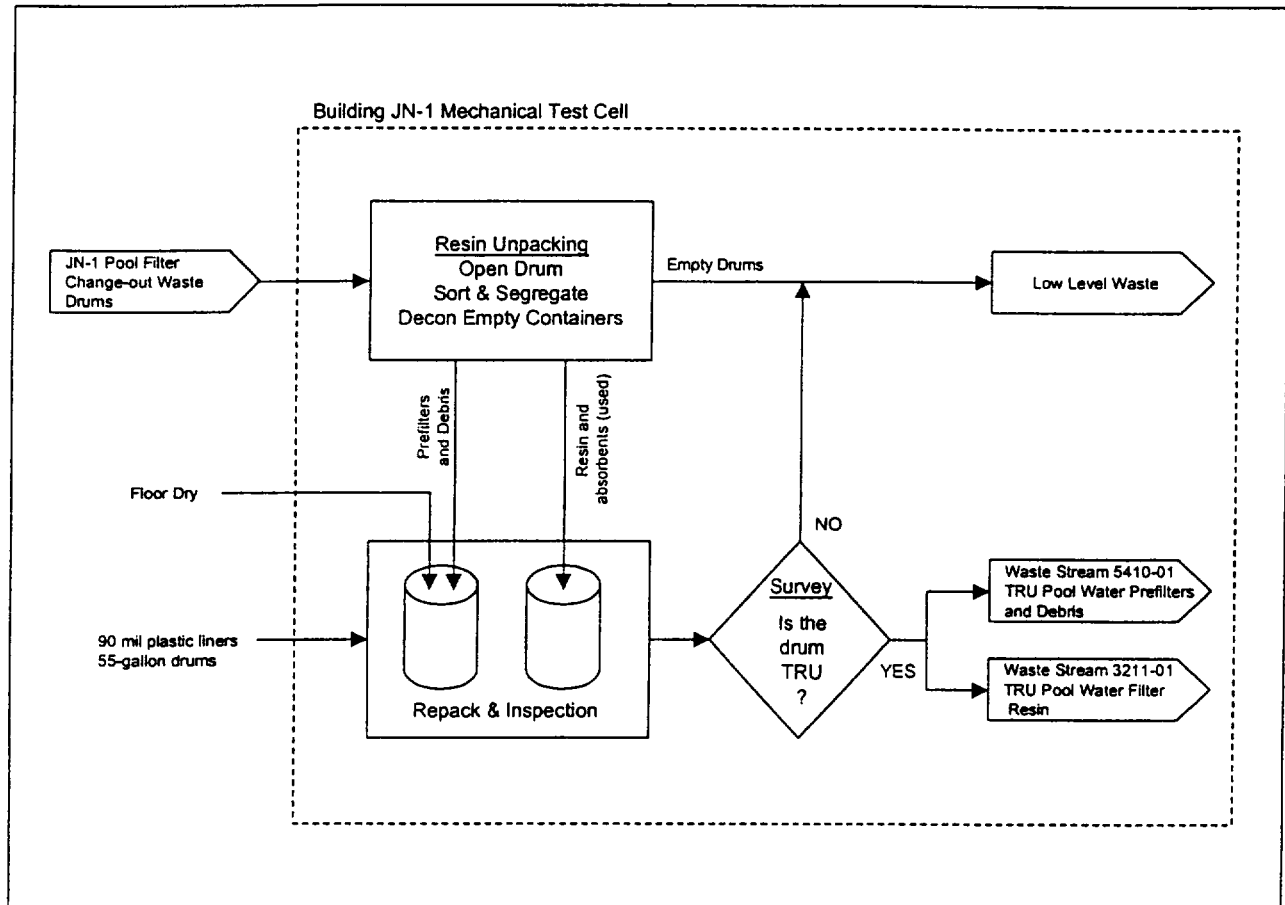 Building JN-1 Mechanical Test Cell
JN-1 Pool Filter
Change-out Waste
Drums
Resin Unpacking
Open Drum
Sort & Segregate
Decon Empty Containers
Empty Drums
Low Level Waste
Prefilters
and Debris
Resin and
absorbents (used)
Floor Dry
90 mil plastic liners
55-gallon drums
Repack & Inspection
Survey
Is the
drum
TRU
?
NO
YES
Waste Stream 5410-01
TRU Pool Water Prefilters
and Debris
Waste Stream 3211-01
TRU Pool Water Filter
Resin